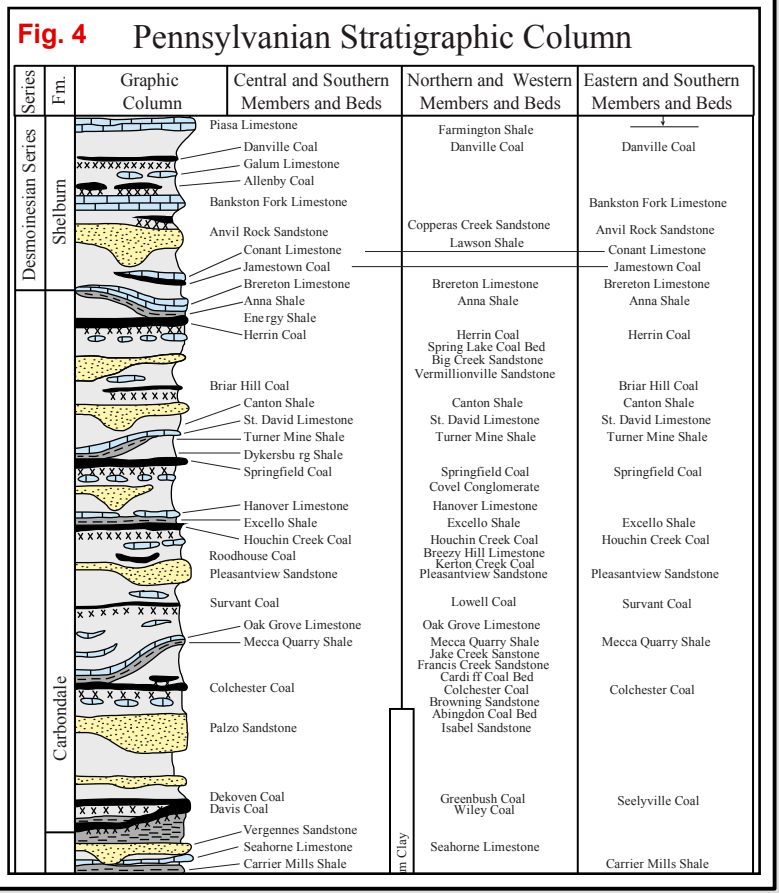 Fig. 4
Pennsylvanian Stratigraphic Column
Series
Fm.
Graphic
Column
Central and Southern
Members and Beds
Northern and Western
Members and Beds
Eastern and Southern
Members and Beds
Desmoinesian Series
Shelburn
Carbondale
Piasa Limestone
Danville Coal
Galum Limestone
Allenby Coal
Bankston Fork Limestone
Anvil Rock Sandstone
Conant Limestone
Jamestown Coal
Brereton Limestone
Anna Shale
Energy Shale
Herrin Coal
Briar Hill Coal
Canton Shale
St. David Limestone
Turner Mine Shale
Dykersbu rg Shale
Springfield Coal
Hanover Limestone
Excello Shale
Houchin Creek Coal
Roodhouse Coal
Pleasantview Sandstone
Survant Coal
Oak Grove Limestone
Mecca Quarry Shale
Colchester Coal
Palzo Sandstone
Dekoven Coal
Davis Coal
Vergennes Sandstone
Seahorne Limestone
Carrier Mills Shale
Farmington Shale
Danville Coal
Copperas Creek Sandstone
Lawson Shale
Brereton Limestone
Anna Shale
Herrin Coal
Spring Lake Coal Bed
Big Creek Sandstone
Vermillionville Sandstone
Canton Shale
St. David Limestone
Turner Mine Shale
Springfield Coal
Covel Conglomerate
Hanover Limestone
Excello Shale
Houchin Creek Coal
Breezy Hill Limestone
Kerton Creek Coal
Pleasantview Sandstone
Lowell Coal
Oak Grove Limestone
Mecca Quarry Shale
Jake Creek Sanstone
Francis Creek Sandstone
Cardi ff Coal Bed
Colchester Coal
Browning Sandstone
Abingdon Coal Bed
Isabel Sandstone
Greenbush Coal
Wiley Coal
Seahorne Limestone
m Clay
Danville Coal
Bankston Fork Limestone
Anvil Rock Sandstone
Conant Limestone
Jamestown Coal
Brereton Limestone
Anna Shale
Herrin Coal
Briar Hill Coal
Canton Shale
St. David Limestone
Turner Mine Shale
Springfield Coal
Excello Shale
Houchin Creek Coal
Pleasantview Sandstone
Survant Coal
Mecca Quarry Shale
Colchester Coal
Seelyville Coal
Carrier Mills Shale